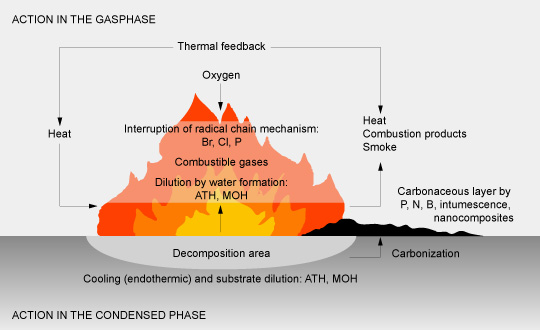 ACTION IN THE GASPHASE
Thermal feedback
Oxygen
Heat
Interruption of radical chain mechanism:
Br, Cl, P
Heat
Combustion products
Smoke
Combustible gases
Dilution by water formation:
ATH, MOH
Carbonaceous layer by
P, N, B, intumescence,
nanocomposites
Decomposition area
Carbonization
Cooling (endothermic) and substrate dilution: ATH, MOH
ACTION IN THE CONDENSED PHASE